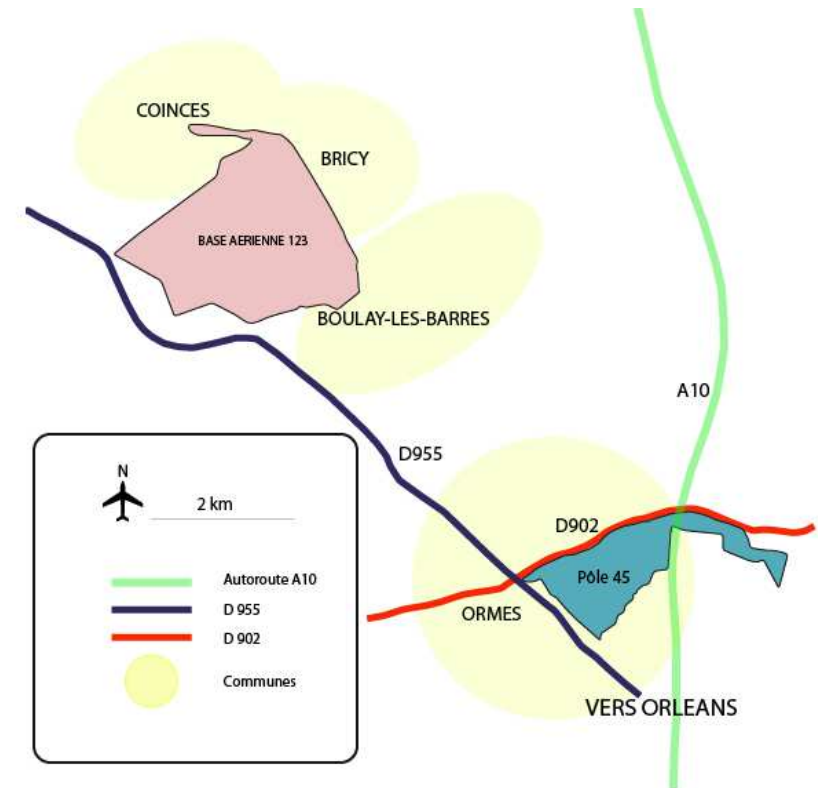 COINCES
BRICY
BASE AERIENNE 123
BOULAY-LES-BARRES
A10
D955
D902
Pôle 45
ORMES
VERS ORLEANS
N
2 km
Autoroute A10
D 955
D 902
Communes